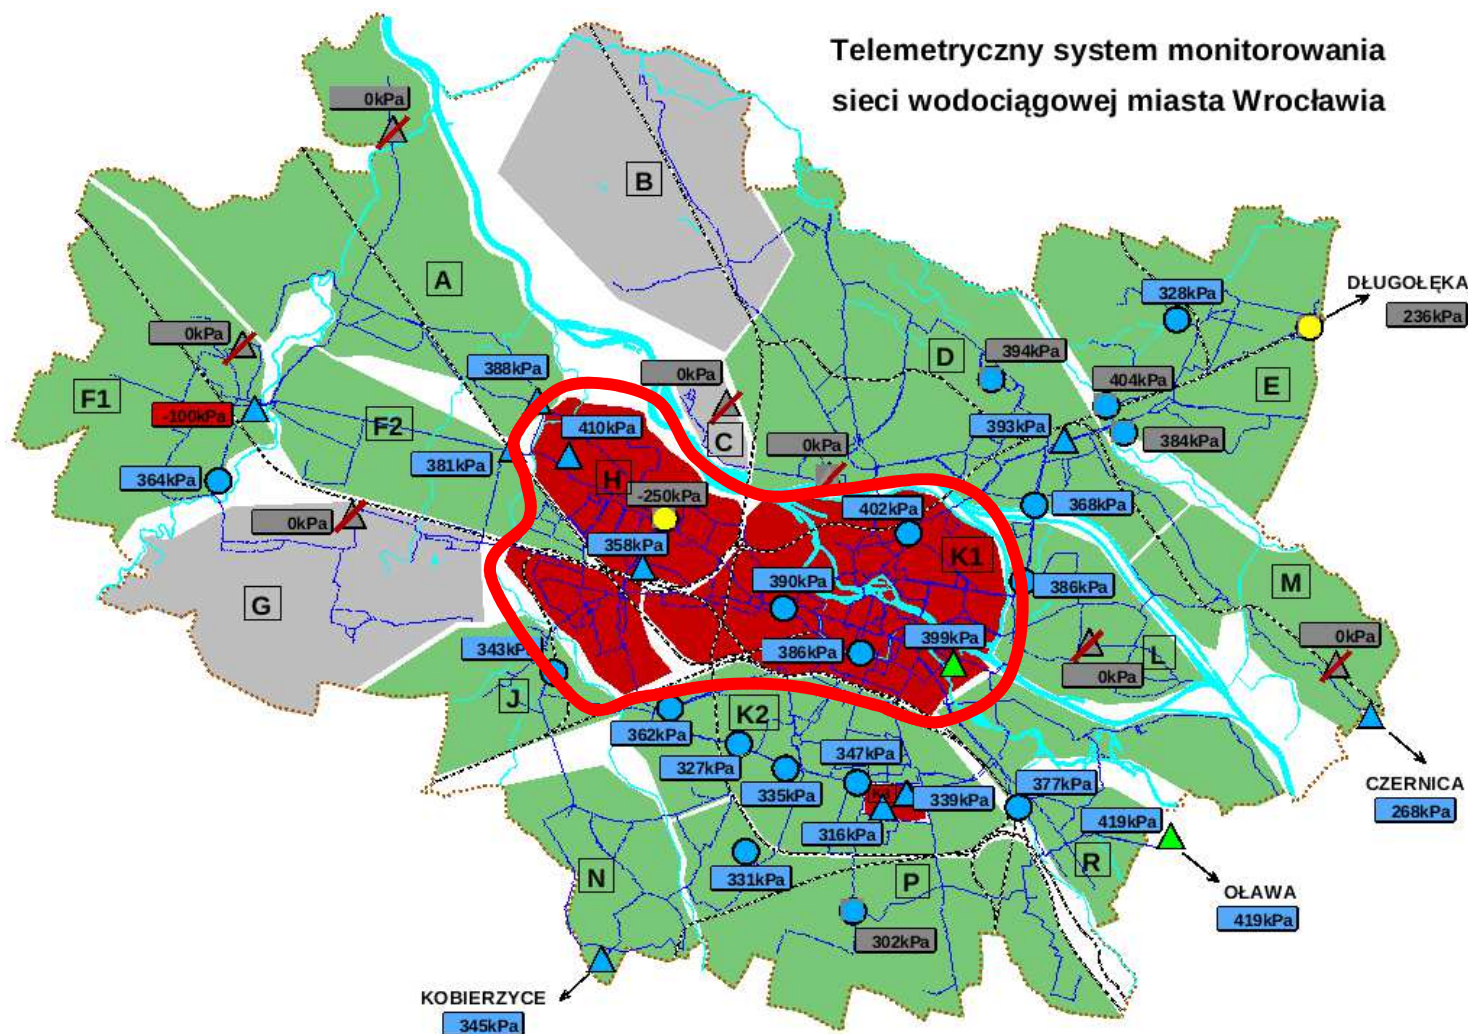 Telemetryczny system monitorowania
sieci wodociągowej miasta Wrocławia
0kPa
B
A
328kPa
DŁUGOŁĘKA
236kPa
0kPa
388kPa
0kPa
D
394kPa
404kPa
E
F1
-100kPa
F2
410kPa
C
393kPa
384kPa
381kPa
0kPa
364kPa
H
-250kPa
402kPa
368kPa
0kPa
358kPa
K1
390kPa
386kPa
M
G
399kPa
0kPa
343kP
386kPa
L
0kPa
J
K2
362kPa
347kPa
327kPa
377kPa
CZERNICA
335kPa
339kPa
268kPa
316kPa
419kPa
331kPa
N
P
R
OŁAWA
419kPa
302kPa
KOBIERZYCE
345kPa